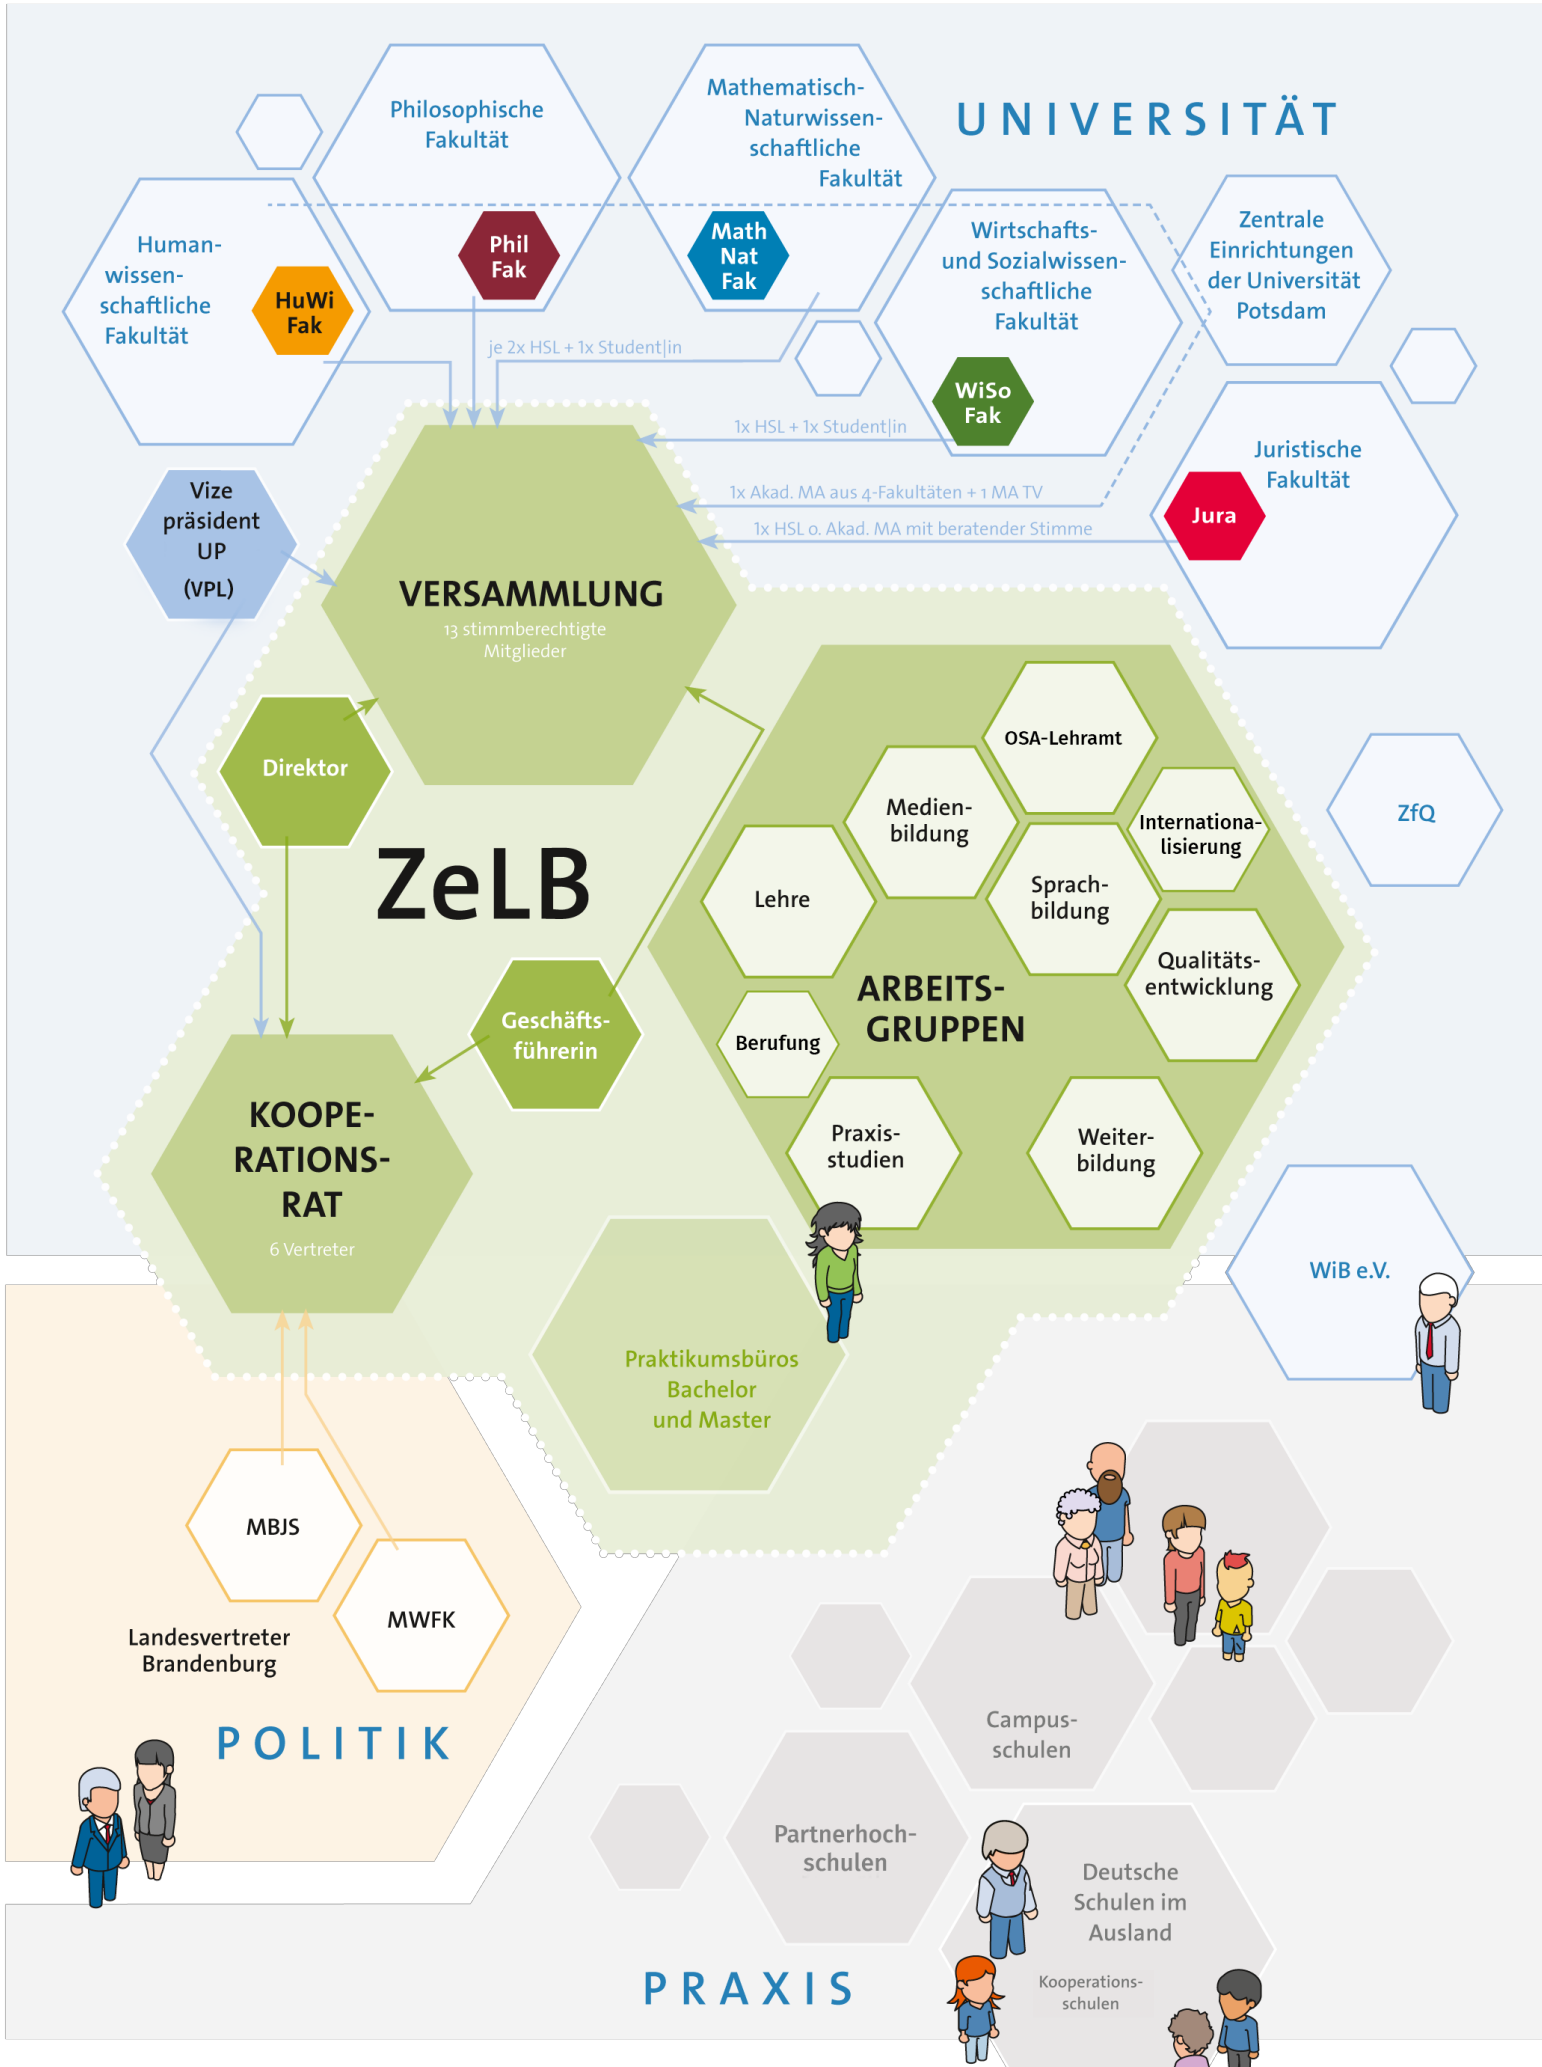 UNIVERSITÄT
Philosophische
Fakultät
Mathematisch-
Naturwissen-
schaftliche
Fakultät
Human-
wissen-
schaftliche
Fakultät
HuWi
Fak
Phil
Fak
Math
Nat
Fak
Wirtschafts-
und Sozialwissen-
schaftliche
Fakultät
WiSo
Fak
Zentrale
Einrichtungen
der Universität
Potsdam
Juristische
Fakultät
Jura
je 2x HSL + 1x Student|in
1x HSL + 1x Student|in
1x Akad. MA aus 4-Fakultäten + 1 MA TV
1x HSL o. Akad. MA mit beratender Stimme
Vize
präsident
UP
(VPL)
VERSAMMLUNG
13 stimmberechtigte
Mitglieder
Direktor
ZeLB
Geschäfts-
führerin
KOOPE-
RATIONS-
RAT
6 Vertreter
OSA-Lehramt
Medien-
bildung
Internationa-
lisierung
Lehre
Sprach-
bildung
Qualitäts-
entwicklung
ARBEITS-
GRUPPEN
Berufung
Praxis-
studien
Weiter-
bildung
ZfQ
WiB e.V.
Praktikumsbüros
Bachelor
und Master
MBJS
MWFK
Landesvertreter
Brandenburg
POLITIK
Campus-
schulen
Partnerhoch-
schulen
Deutsche
Schulen im
Ausland
Kooperations-
schulen
PRAXIS